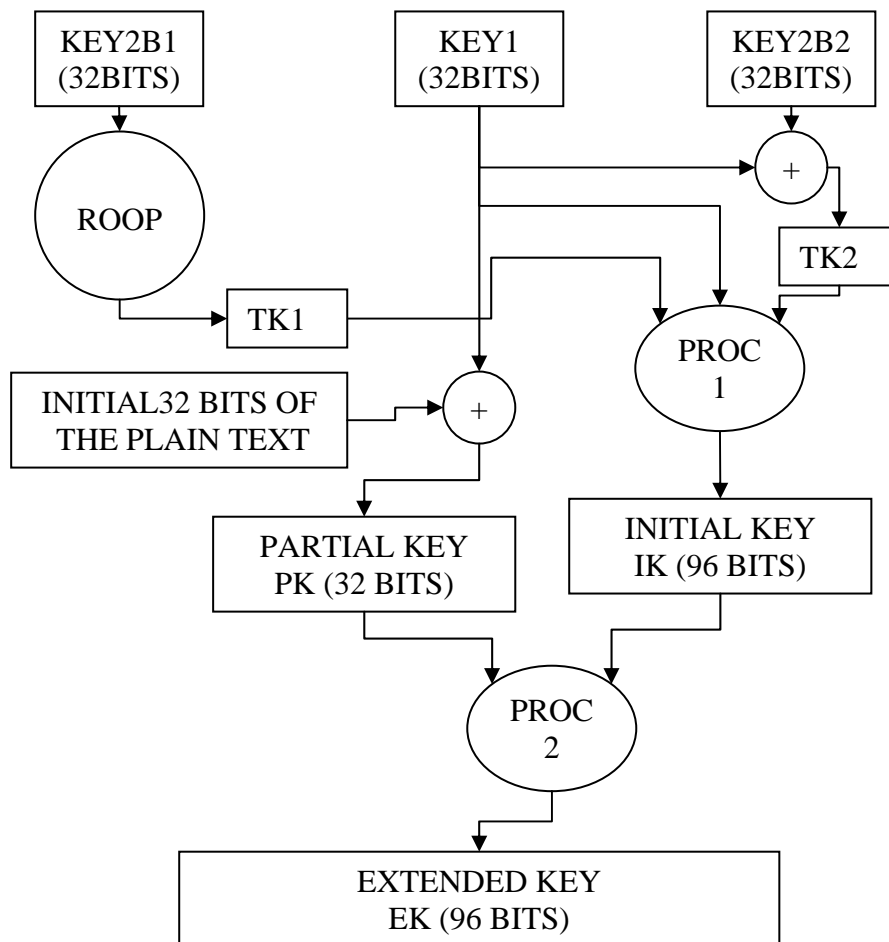 KEY2B1
(32BITS)
KEY1
(32BITS)
KEY2B2
(32BITS)
+
ROOP
TK2
TK1
PROC
1
INITIAL32 BITS OF
THE PLAIN TEXT
+
PARTIAL KEY
PK (32 BITS)
INITIAL KEY
IK (96 BITS)
PROC
2
EXTENDED KEY
EK (96 BITS)